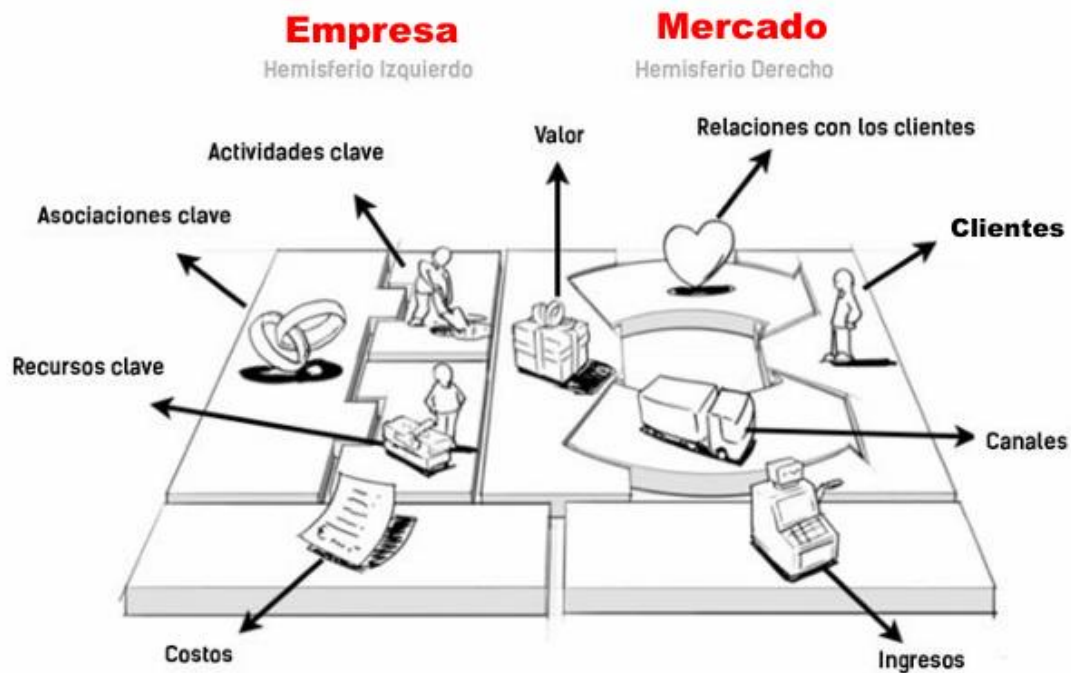 Empresa
Mercado
Hemisferio Izquierdo
Hemisferio Derecho
Relaciones con los clientes
Valor
Actividades clave
Asociaciones clave
Clientes
Recursos clave
Canales
Costos
Ingresos